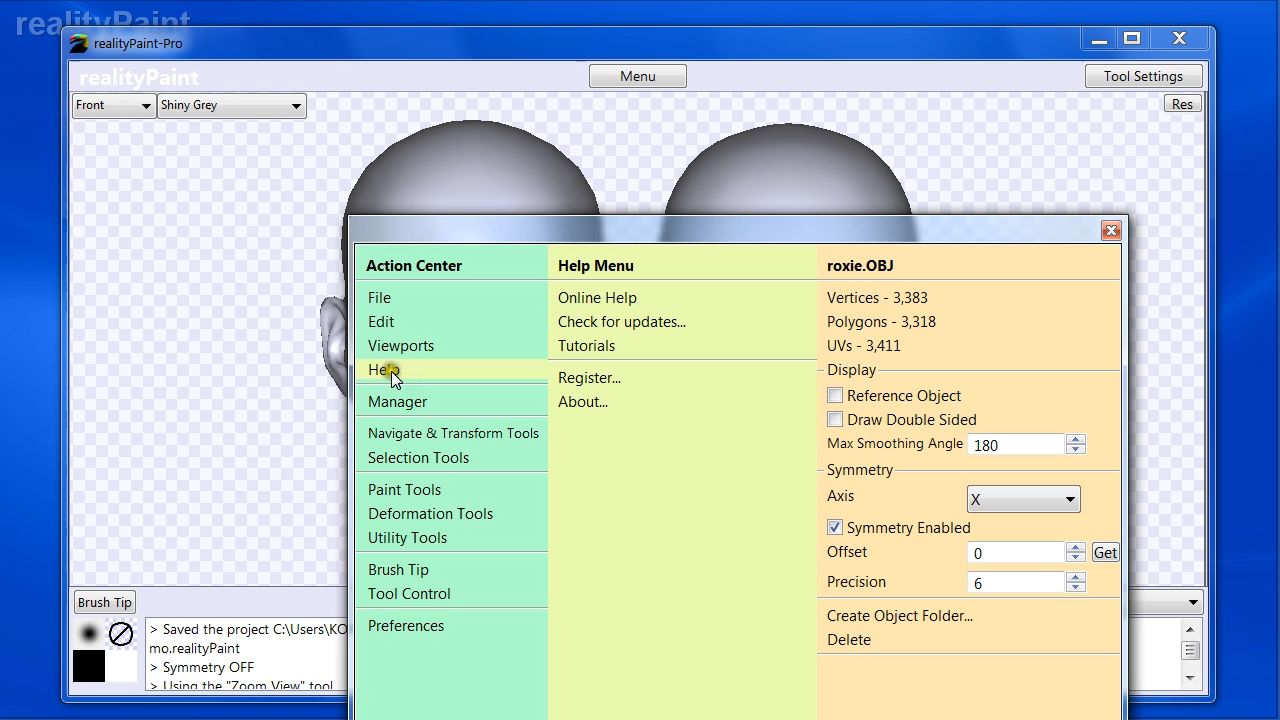 realityPaint
realityPaint-Pro
realityPaint
Menu
Tool Settings
Front
Shiny Grey
Res
Action Center
File
Edit
Viewports
Help
Manager
Navigate & Transform Tools
Selection Tools
Paint Tools
Deformation Tools
Utility Tools
Brush Tip
Tool Control
Preferences
Help Menu
Online Help
Check for updates...
Tutorials
Register...
About...
roxie.OBJ
Vertices - 3,383
Polygons - 3,318
UVs - 3,411
Display
Reference Object
Draw Double Sided
Max Smoothing Angle 180
Symmetry
Axis X
Symmetry Enabled
Offset 0 Get
Precision 6
Create Object Folder...
Delete
Brush Tip
> Saved the project C:\Users\KO
mo.realityPaint
> Symmetry OFF
> Using the "Zoom View" tool